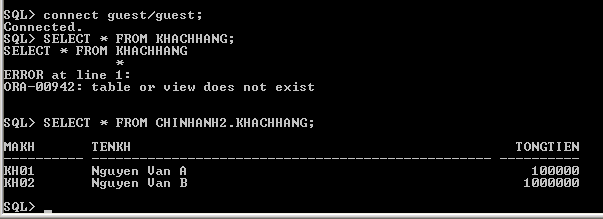 SQL> connect guest/guest;
Connected.
SQL> SELECT * FROM KHACHHANG;
SELECT * FROM KHACHHANG
              *
ERROR at line 1:
ORA-00942: table or view does not exist
SQL> SELECT * FROM CHINHANH2.KHACHHANG;
MAKH       TENKH                                              TONGTIEN
---------- -------------------------------------------------- ----------
KH01       Nguyen Van A                                         100000
KH02       Nguyen Van B                                        1000000
SQL> _